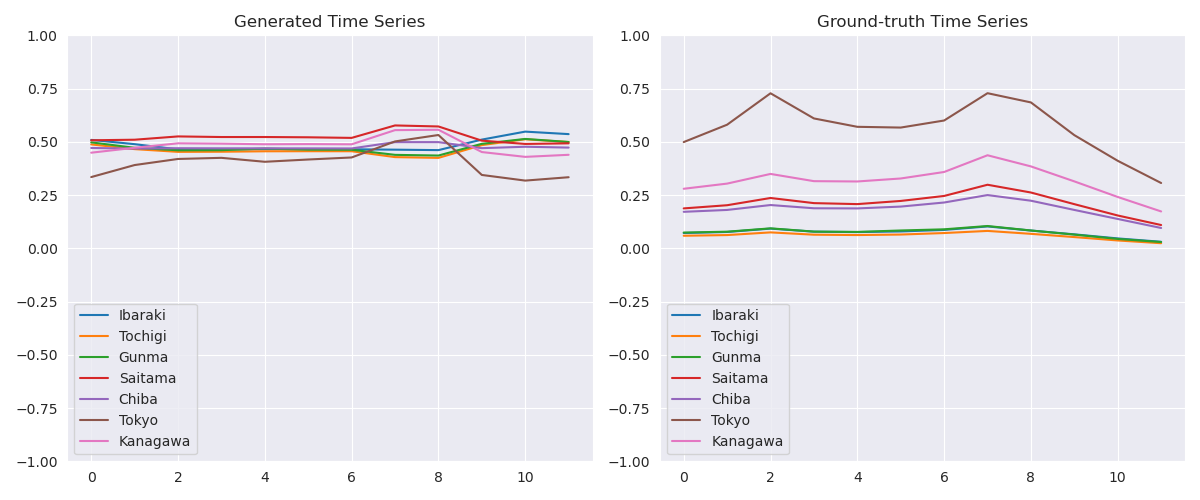 Generated Time Series
1.00
0.75
0.50
0.25
0.00
−0.25
−0.50
−0.75
−1.00
0 2 4 6 8 10
Ibaraki
Tochigi
Gunma
Saitama
Chiba
Tokyo
Kanagawa
Ground-truth Time Series
1.00
0.75
0.50
0.25
0.00
−0.25
−0.50
−0.75
−1.00
0 2 4 6 8 10
Ibaraki
Tochigi
Gunma
Saitama
Chiba
Tokyo
Kanagawa